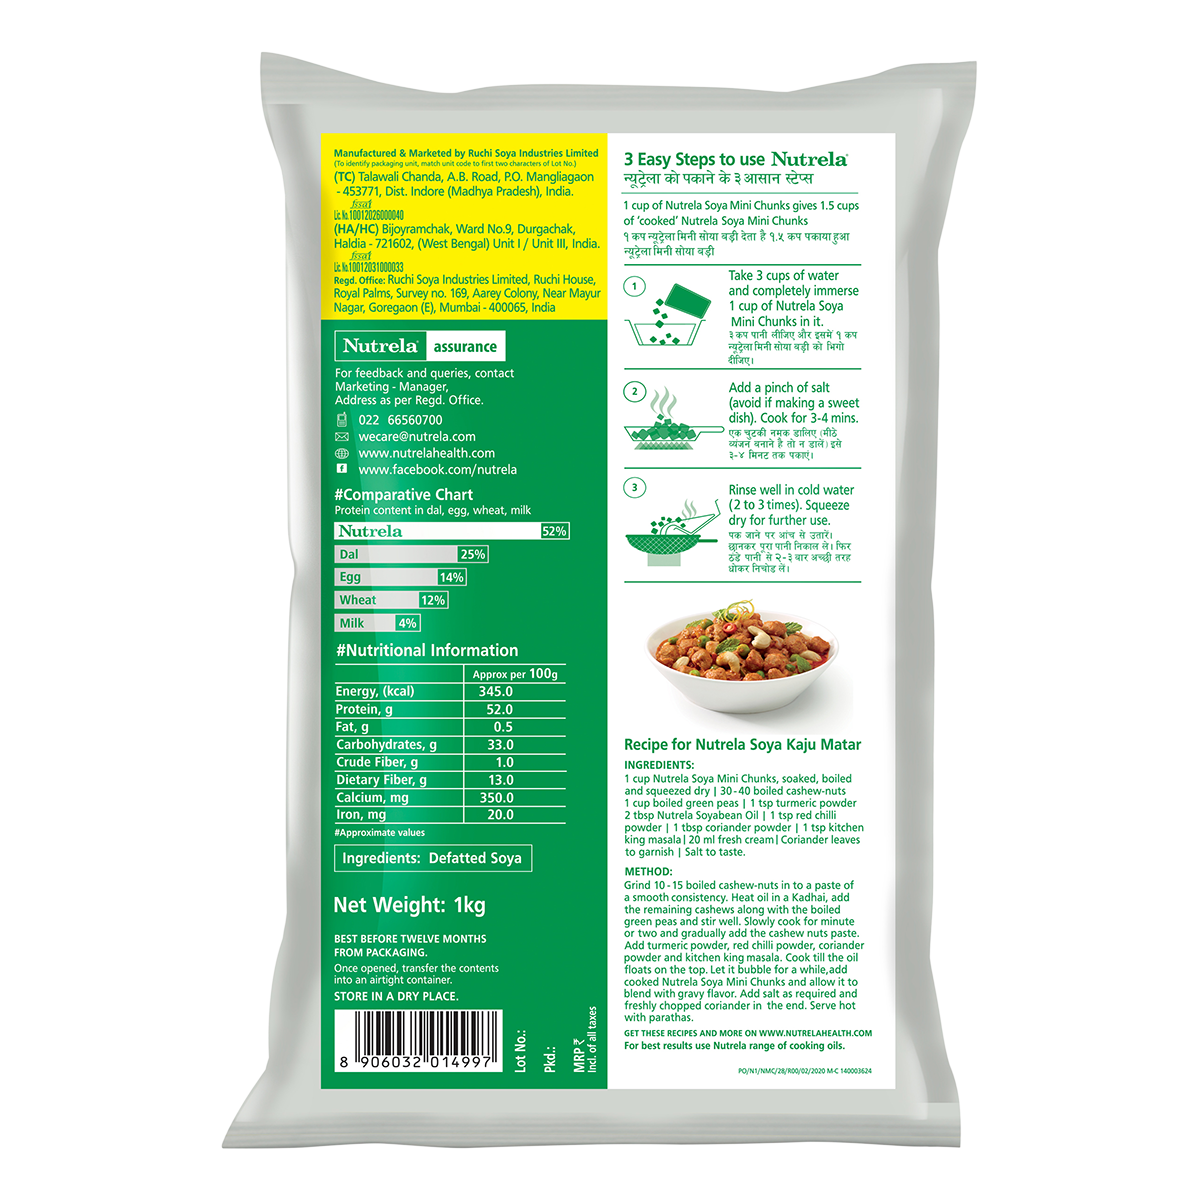 Manufactured & Marketed by Ruchi Soya Industries Limited
(To identify packaging unit, match unit code to first two characters of Lot No.)
(TC) Talawali Chanda, A.B. Road, P.O. Mangliagaon
- 453771, Dist. Indore (Madhya Pradesh), India.
fssai
Lic. No. 10012026000040
(HA/HC) Bijoyramchak, Ward No.9, Durgachak,
Haldia - 721602, (West Bengal) Unit I / Unit III, India.
fssai
Lic. No. 10012031000033
Regd. Office: Ruchi Soya Industries Limited, Ruchi House,
Royal Palms, Survey no. 169, Aarey Colony, Near Mayur
Nagar, Goregaon (E), Mumbai - 400065, India
Nutrela® assurance
For feedback and queries, contact
Marketing - Manager,
Address as per Regd. Office.
022 66560700
wecare@nutrela.com
www.nutrelahealth.com
www.facebook.com/nutrela
#Comparative Chart
Protein content in dal, egg, wheat, milk
Nutrela 52%
Dal 25%
Egg 14%
Wheat 12%
Milk 4%
#Nutritional Information
Approx per 100g
Energy, (kcal) 345.0
Protein, g 52.0
Fat, g 0.5
Carbohydrates, g 33.0
Crude Fiber, g 1.0
Dietary Fiber, g 13.0
Calcium, mg 350.0
Iron, mg 20.0
#Approximate values
Ingredients: Defatted Soya
Net Weight: 1kg
BEST BEFORE TWELVE MONTHS
FROM PACKAGING.
Once opened, transfer the contents
into an airtight container.
STORE IN A DRY PLACE.
8 906032 014997
Lot No.:
Pkd.:
MRP ₹
Incl. of all taxes
3 Easy Steps to use Nutrela®
न्यूट्रेला को पकाने के ३ आसान स्टेप्स
1 cup of Nutrela Soya Mini Chunks gives 1.5 cups
of ‘cooked’ Nutrela Soya Mini Chunks
१ कप न्यूट्रेला मिनी सोया बड़ी देता है १.५ कप पकाया हुआ
न्यूट्रेला मिनी सोया बड़ी
1
Take 3 cups of water
and completely immerse
1 cup of Nutrela Soya
Mini Chunks in it.
३ कप पानी लीजिए और इसमें १ कप
न्यूट्रेला मिनी सोया बड़ी को भिगो
दीजिए।
2
Add a pinch of salt
(avoid if making a sweet
dish). Cook for 3-4 mins.
एक चुटकी नमक डालिए (मीठे
व्यंजन बनाने है तो न डालें) इसे
३-४ मिनट तक पकाएं।
3
Rinse well in cold water
(2 to 3 times). Squeeze
dry for further use.
पक जाने पर आंच से उतारें।
छानकर पूरा पानी निकाल लें। फिर
ठंडे पानी से २-३ बार अच्छी तरह
धोकर निचोड लें।
Recipe for Nutrela Soya Kaju Matar
INGREDIENTS:
1 cup Nutrela Soya Mini Chunks, soaked, boiled
and squeezed dry | 30-40 boiled cashew-nuts
1 cup boiled green peas | 1 tsp turmeric powder
2 tbsp Nutrela Soyabean Oil | 1 tsp red chilli
powder | 1 tbsp coriander powder | 1 tsp kitchen
king masala| 20 ml fresh cream| Coriander leaves
to garnish | Salt to taste.
METHOD:
Grind 10-15 boiled cashew-nuts in to a paste of
a smooth consistency. Heat oil in a Kadhai, add
the remaining cashews along with the boiled
green peas and stir well. Slowly cook for minute
or two and gradually add the cashew nuts paste.
Add turmeric powder, red chilli powder, coriander
powder and kitchen king masala. Cook till the oil
floats on the top. Let it bubble for a while,add
cooked Nutrela Soya Mini Chunks and allow it to
blend with gravy flavor. Add salt as required and
freshly chopped coriander in the end. Serve hot
with parathas.
GET THESE RECIPES AND MORE ON WWW.NUTRELAHEALTH.COM
For best results use Nutrela range of cooking oils.
PO/N1/NMC/28/R00/02/2020 M-C 140003624